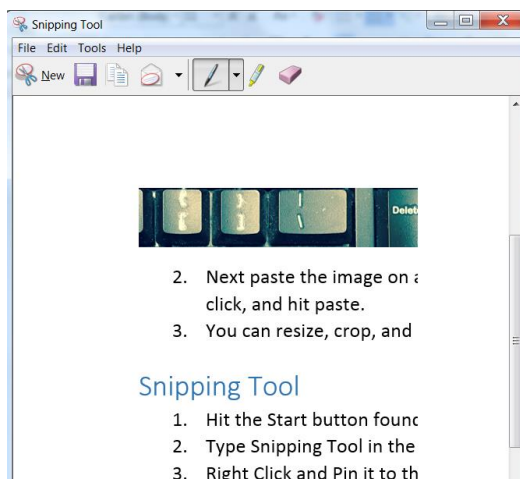 Snipping Tool
File Edit Tools Help
New
{ } |
[ ] \
Delete
2. Next paste the image on a
click, and hit paste.
3. You can resize, crop, and
Snipping Tool
1. Hit the Start button found
2. Type Snipping Tool in the
3. Right Click and Pin it to th